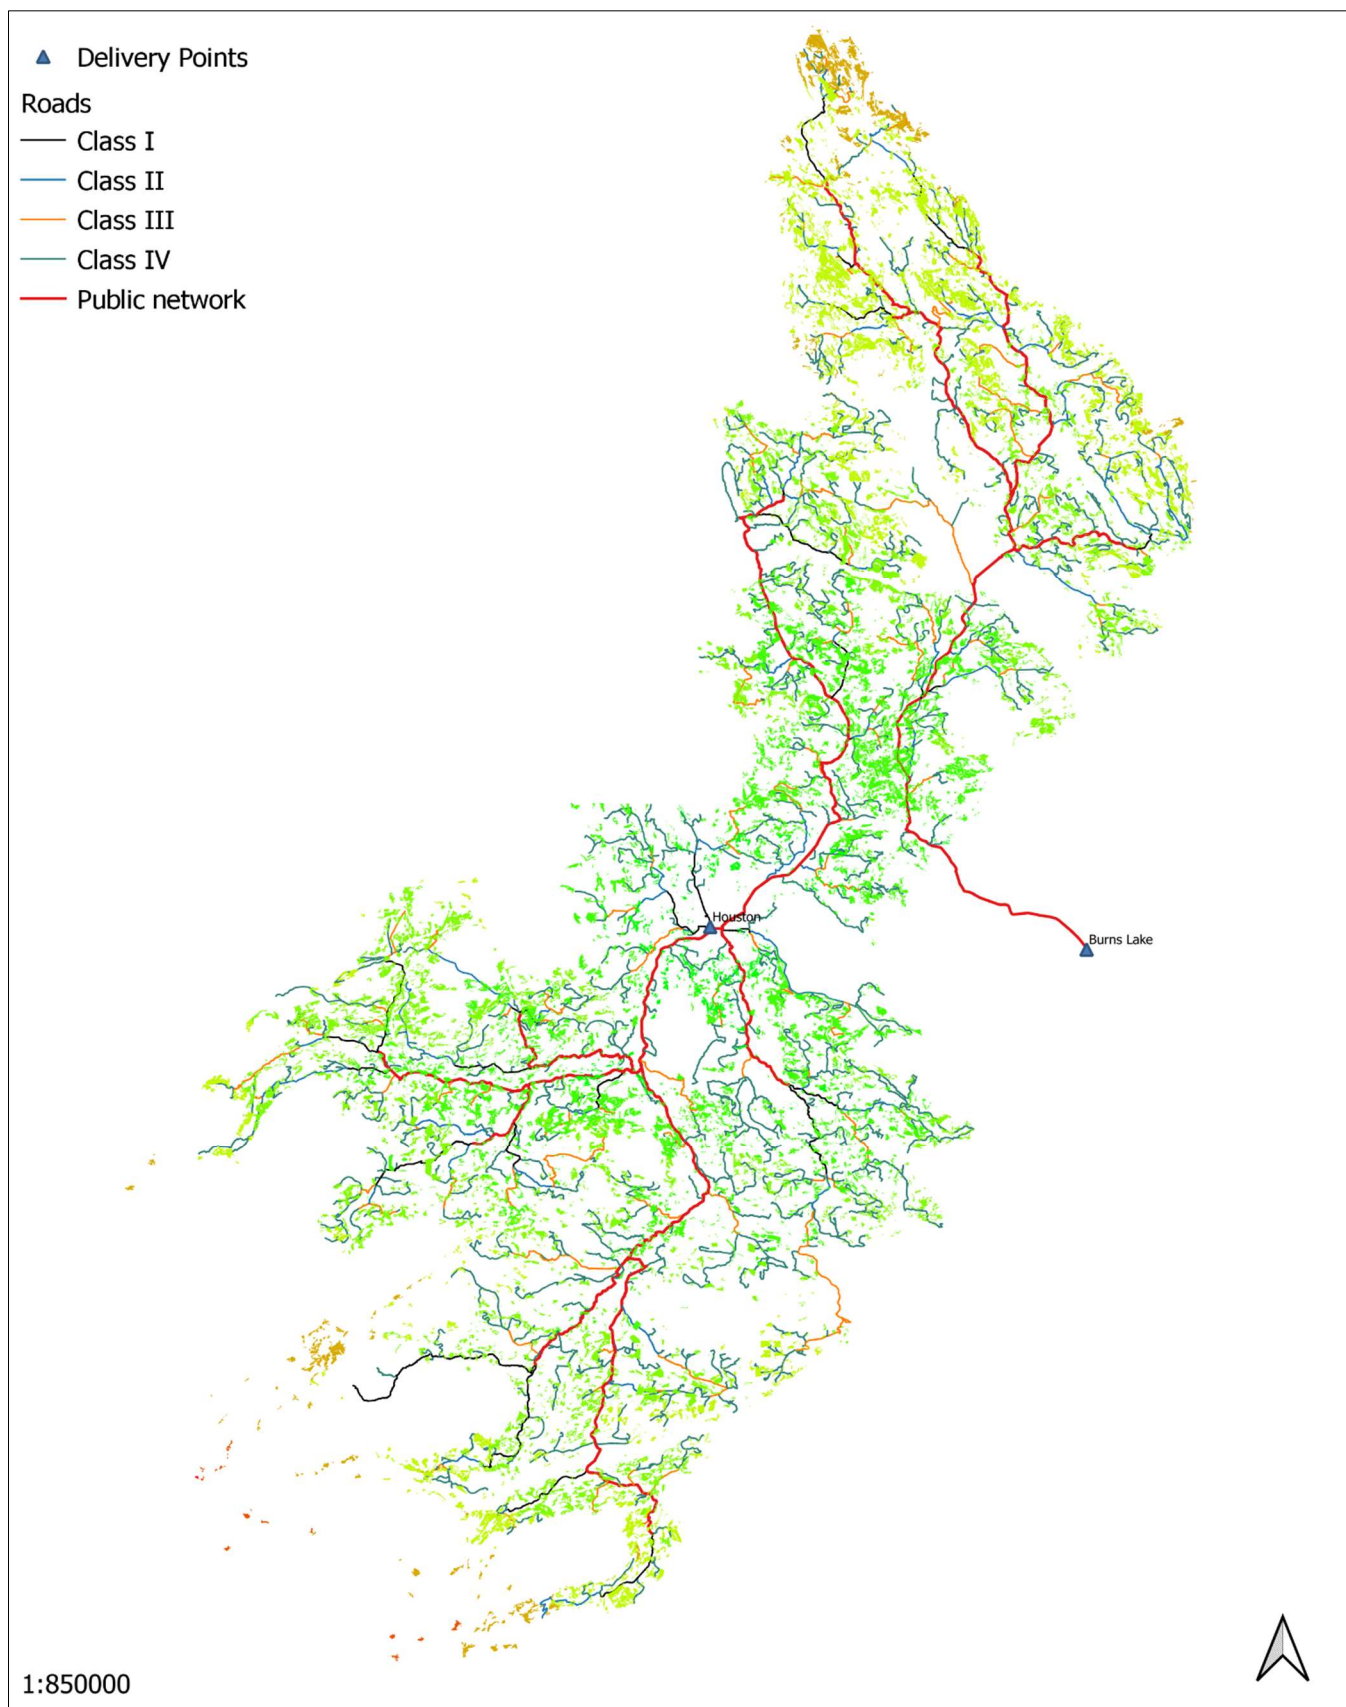 Delivery Points
Roads
Class I
Class II
Class III
Class IV
Public network
Houston
Burns Lake
1:850000